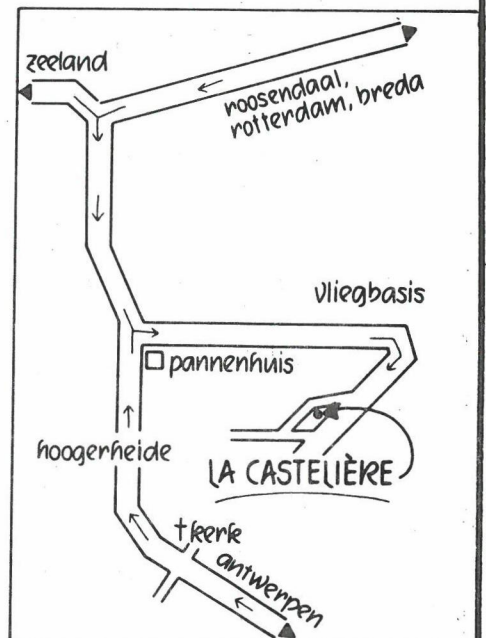 zeeland
roosendaal,
rotterdam, breda
vliegbasis
pannenhuis
hoogerheide
LA CASTELIÈRE
kerk
antwerpen